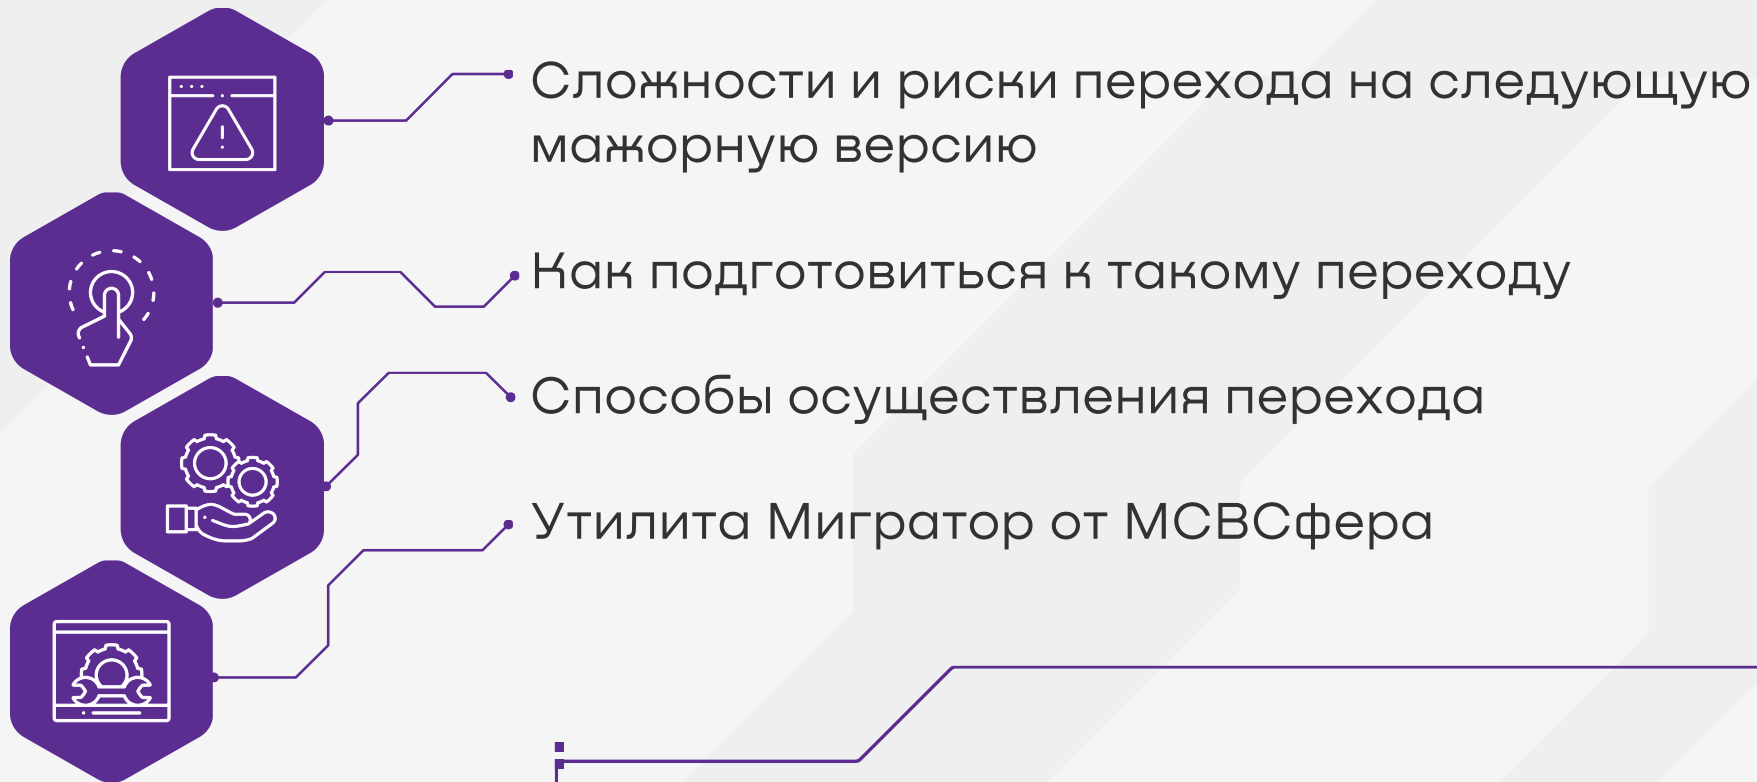 Сложности и риски перехода на следующую
мажорную версию
Как подготовиться к такому переходу
Способы осуществления перехода
Утилита Мигратор от МСВСфера